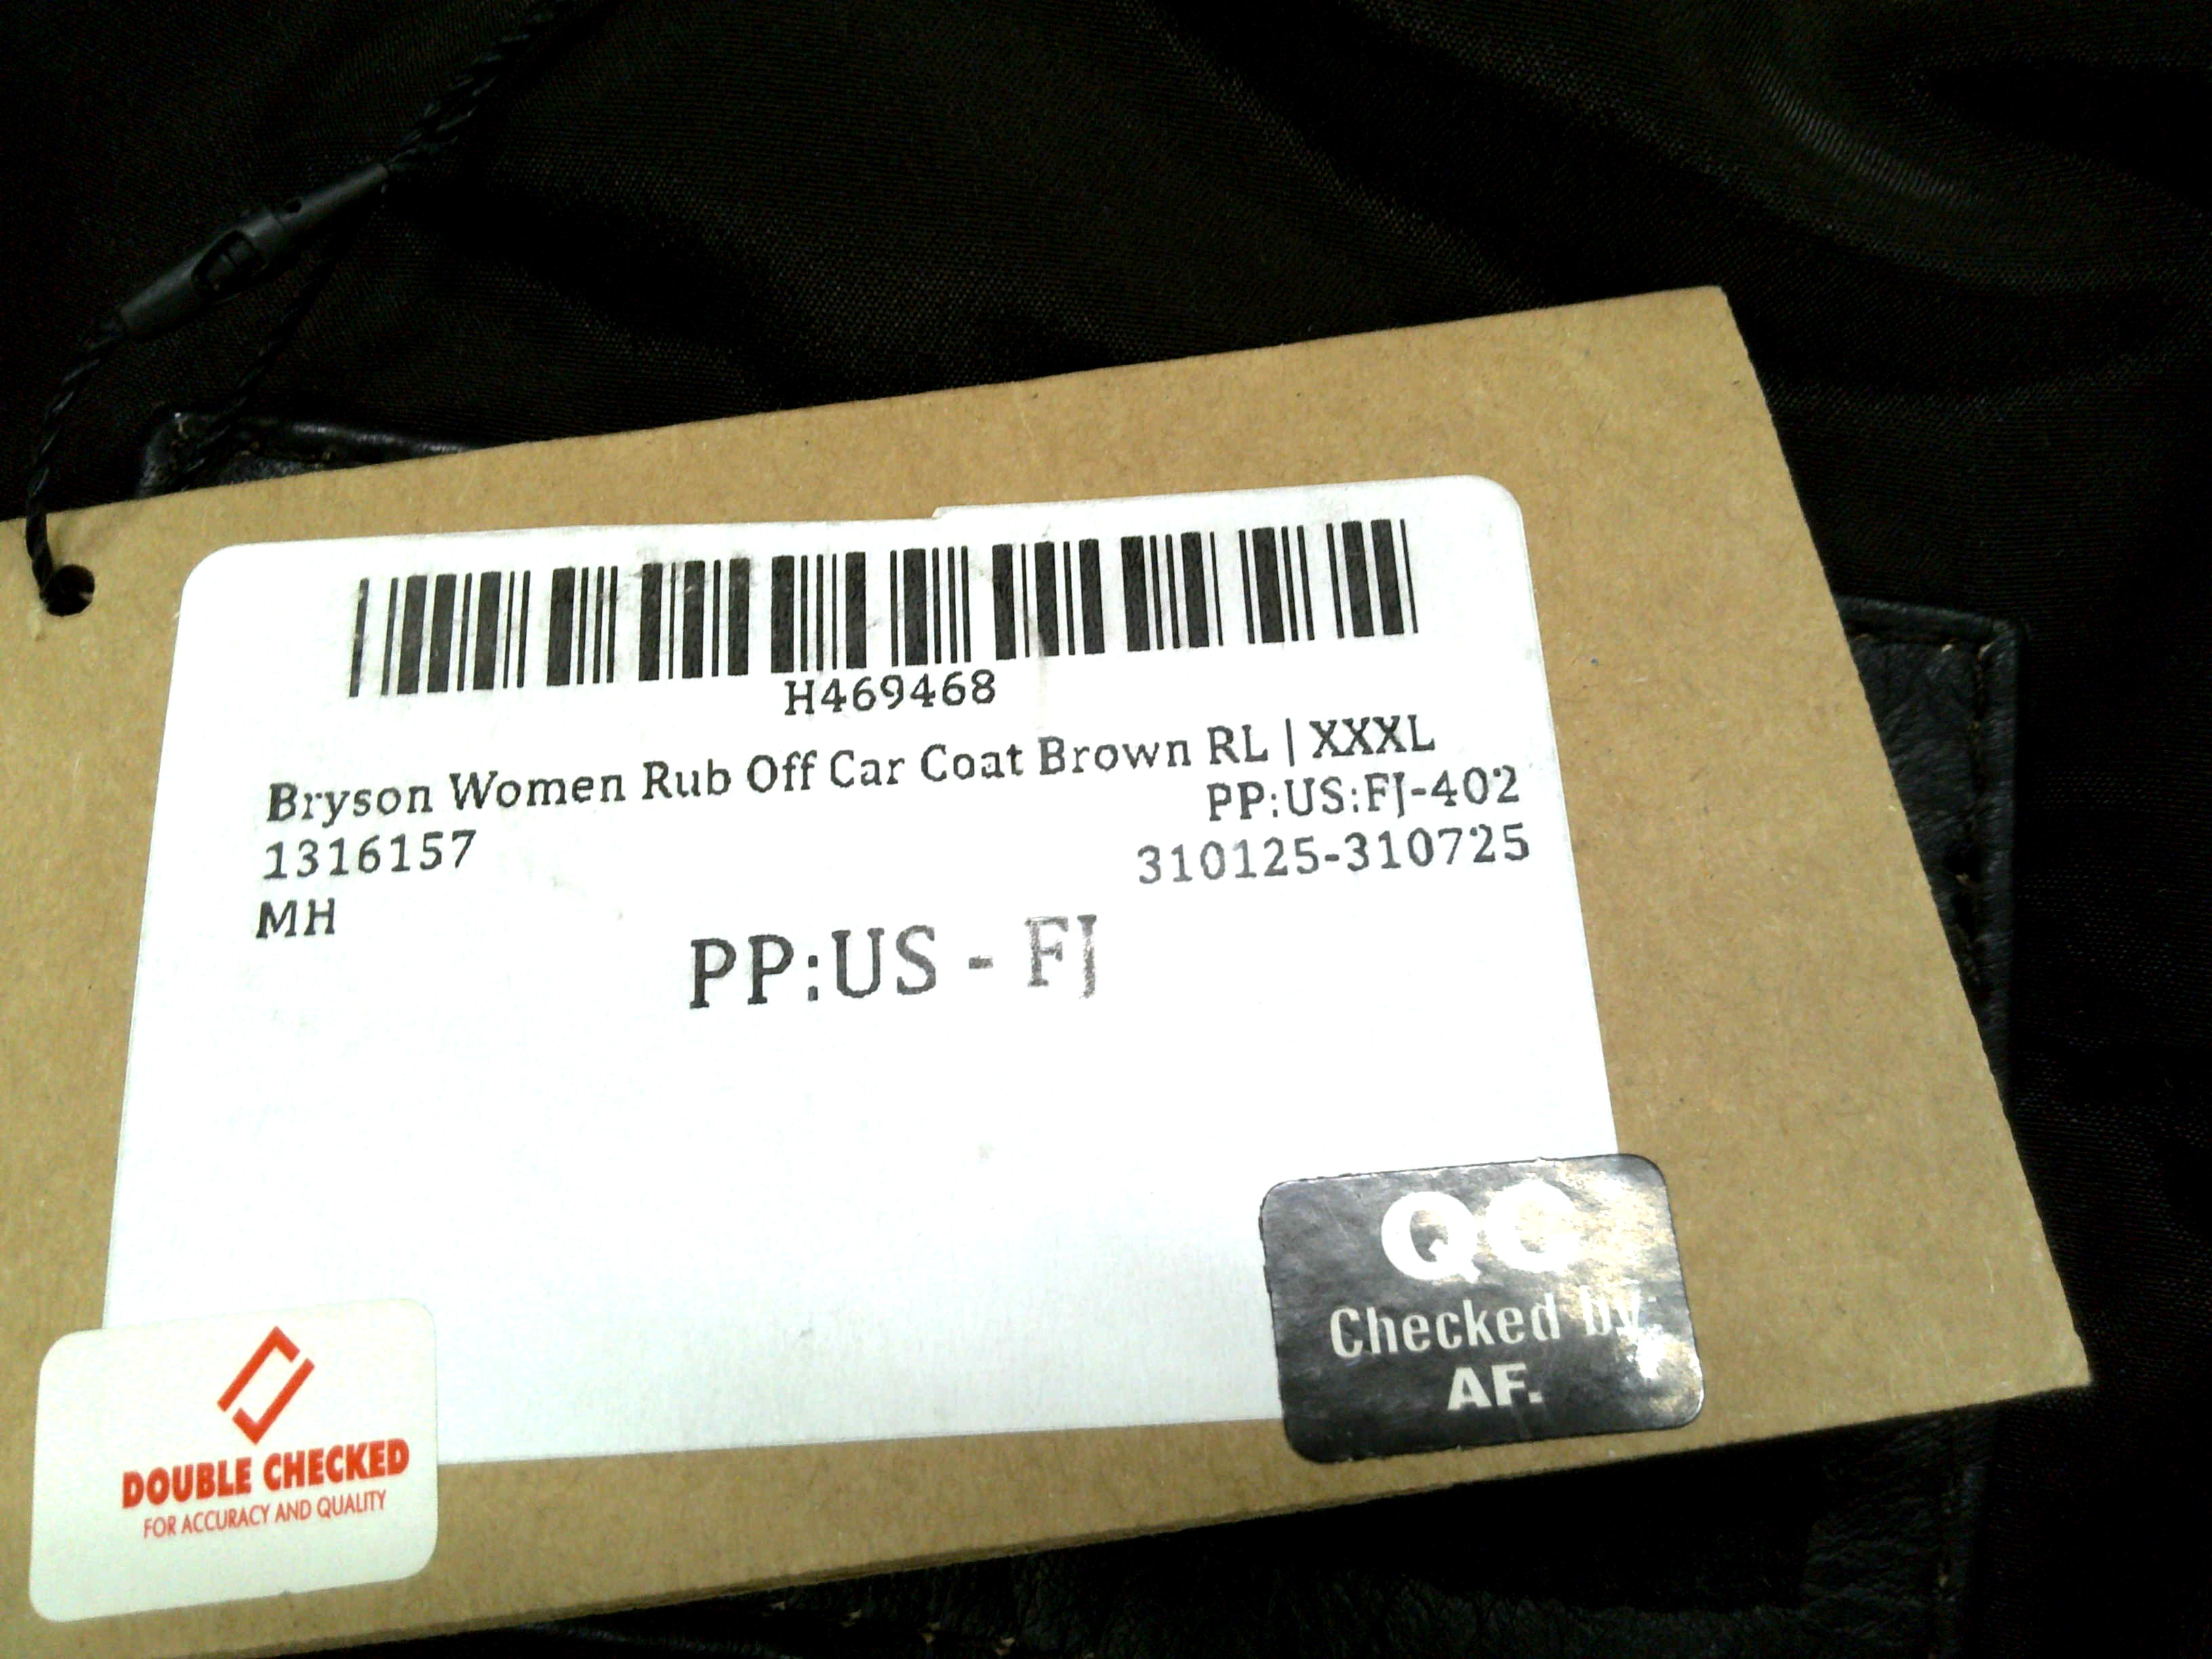 H469468
Bryson Women Rub Off Car Coat Brown RL | XXXL
PP:US:FJ-402
1316157
310125-310725
MH
PP:US - FJ
QC
Checked by:
AF.
DOUBLE CHECKED
FOR ACCURACY AND QUALITY